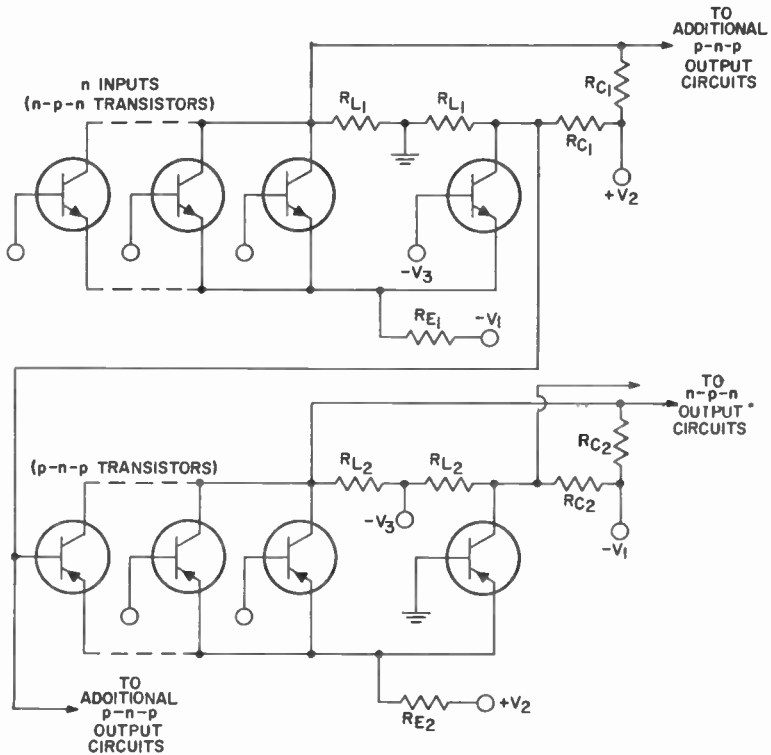 TO
ADDITIONAL
p-n-p
OUTPUT
CIRCUITS
n INPUTS
(n-p-n TRANSISTORS)
RL1
RL1
RC1
RC1
+V2
-V3
RE1
-V1
TO
n-p-n
OUTPUT
CIRCUITS
(p-n-p TRANSISTORS)
RL2
RL2
RC2
RC2
-V3
-V1
TO
ADDITIONAL
p-n-p
OUTPUT
CIRCUITS
RE2
+V2